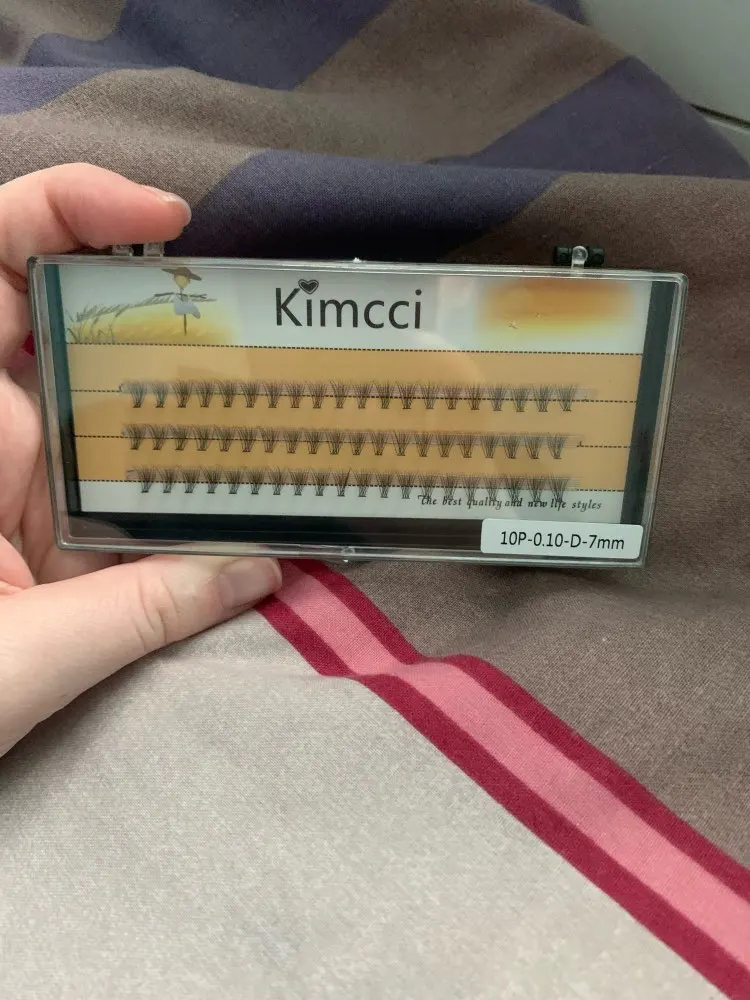 Kimcci
The best quality and new life styles
10P-0.10-D-7mm